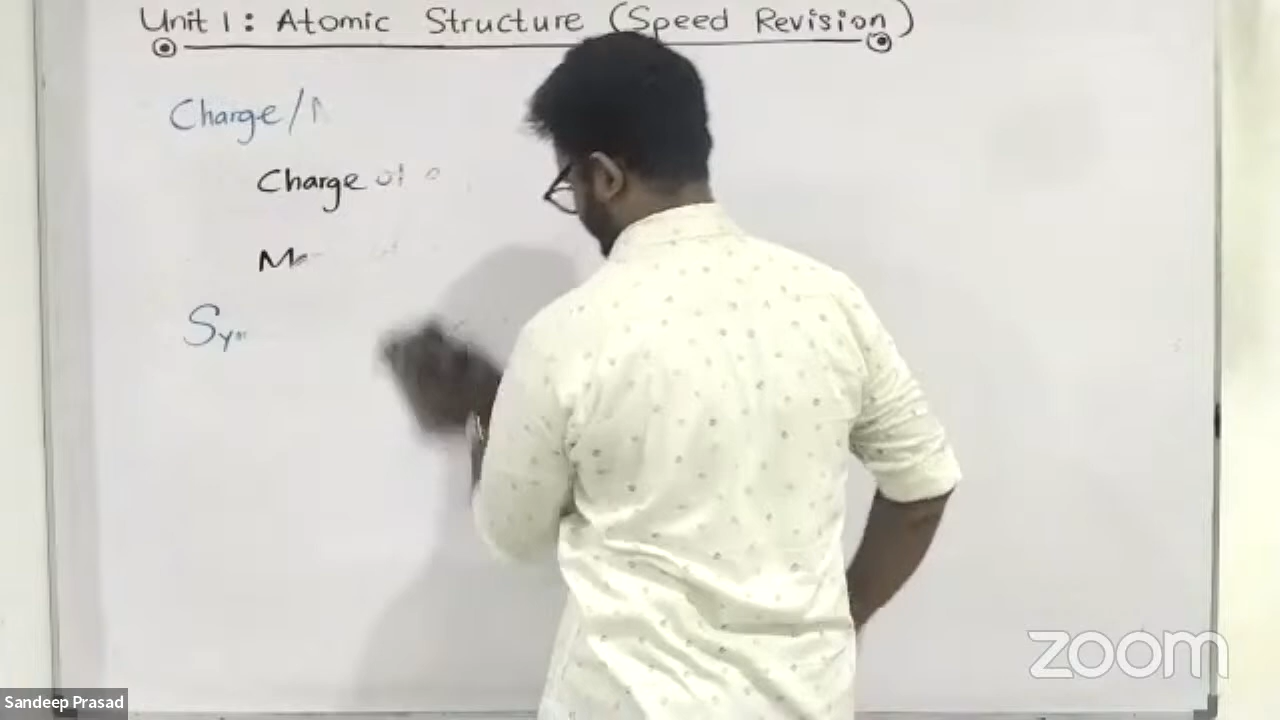 Unit 1: Atomic Structure (Speed Revision)
Charge/
Charge
zoom
Sandeep Prasad